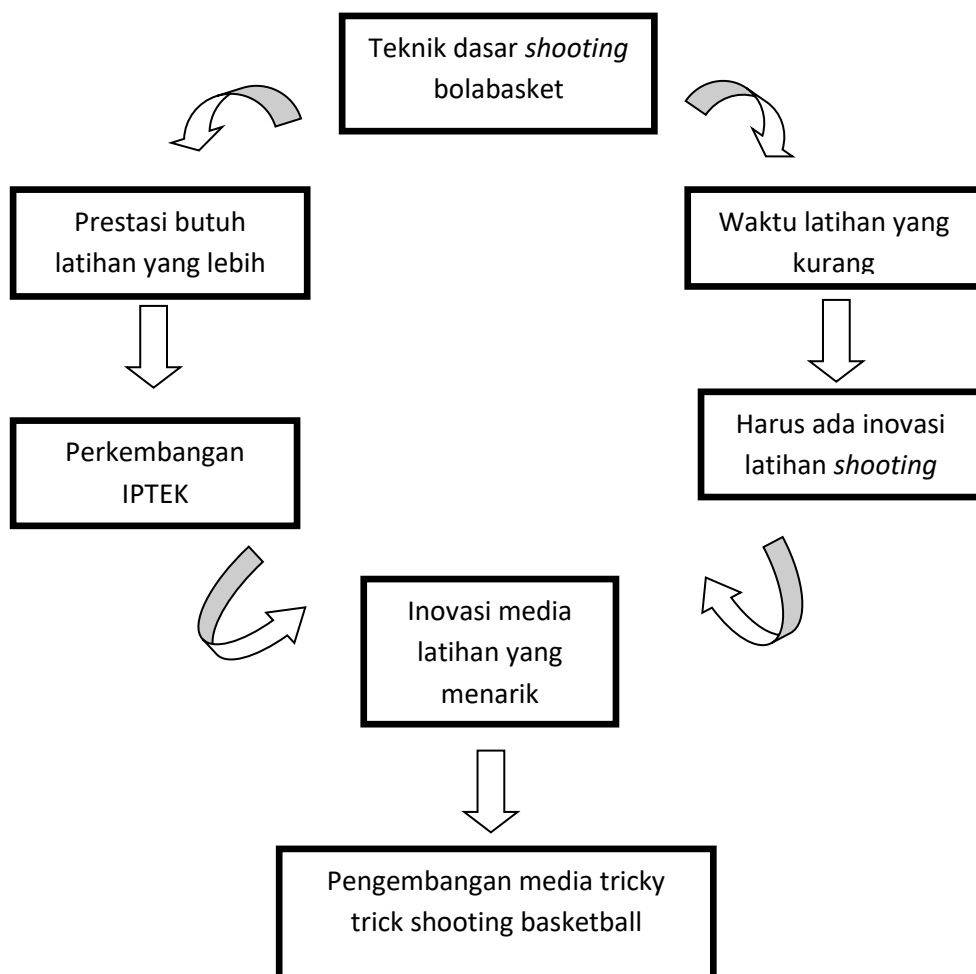 Teknik dasar shooting
bolabasket
Prestasi butuh
latihan yang lebih
Waktu latihan yang
kurang
Perkembangan
IPTEK
Harus ada inovasi
latihan shooting
Inovasi media
latihan yang
menarik
Pengembangan media tricky
trick shooting basketball